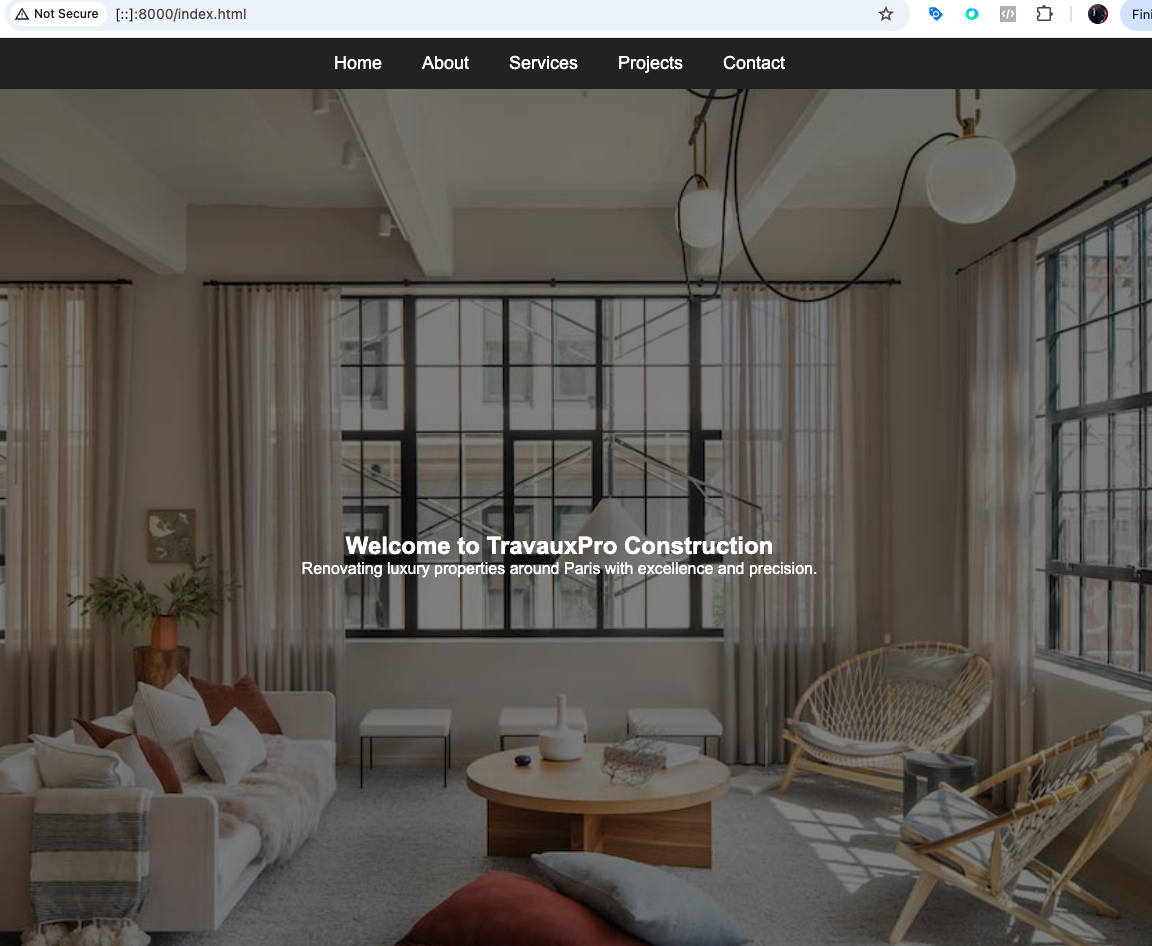 Not Secure [::]:8000/index.html Fini
Home About Services Projects Contact
Welcome to TravauxPro Construction
Renovating luxury properties around Paris with excellence and precision.